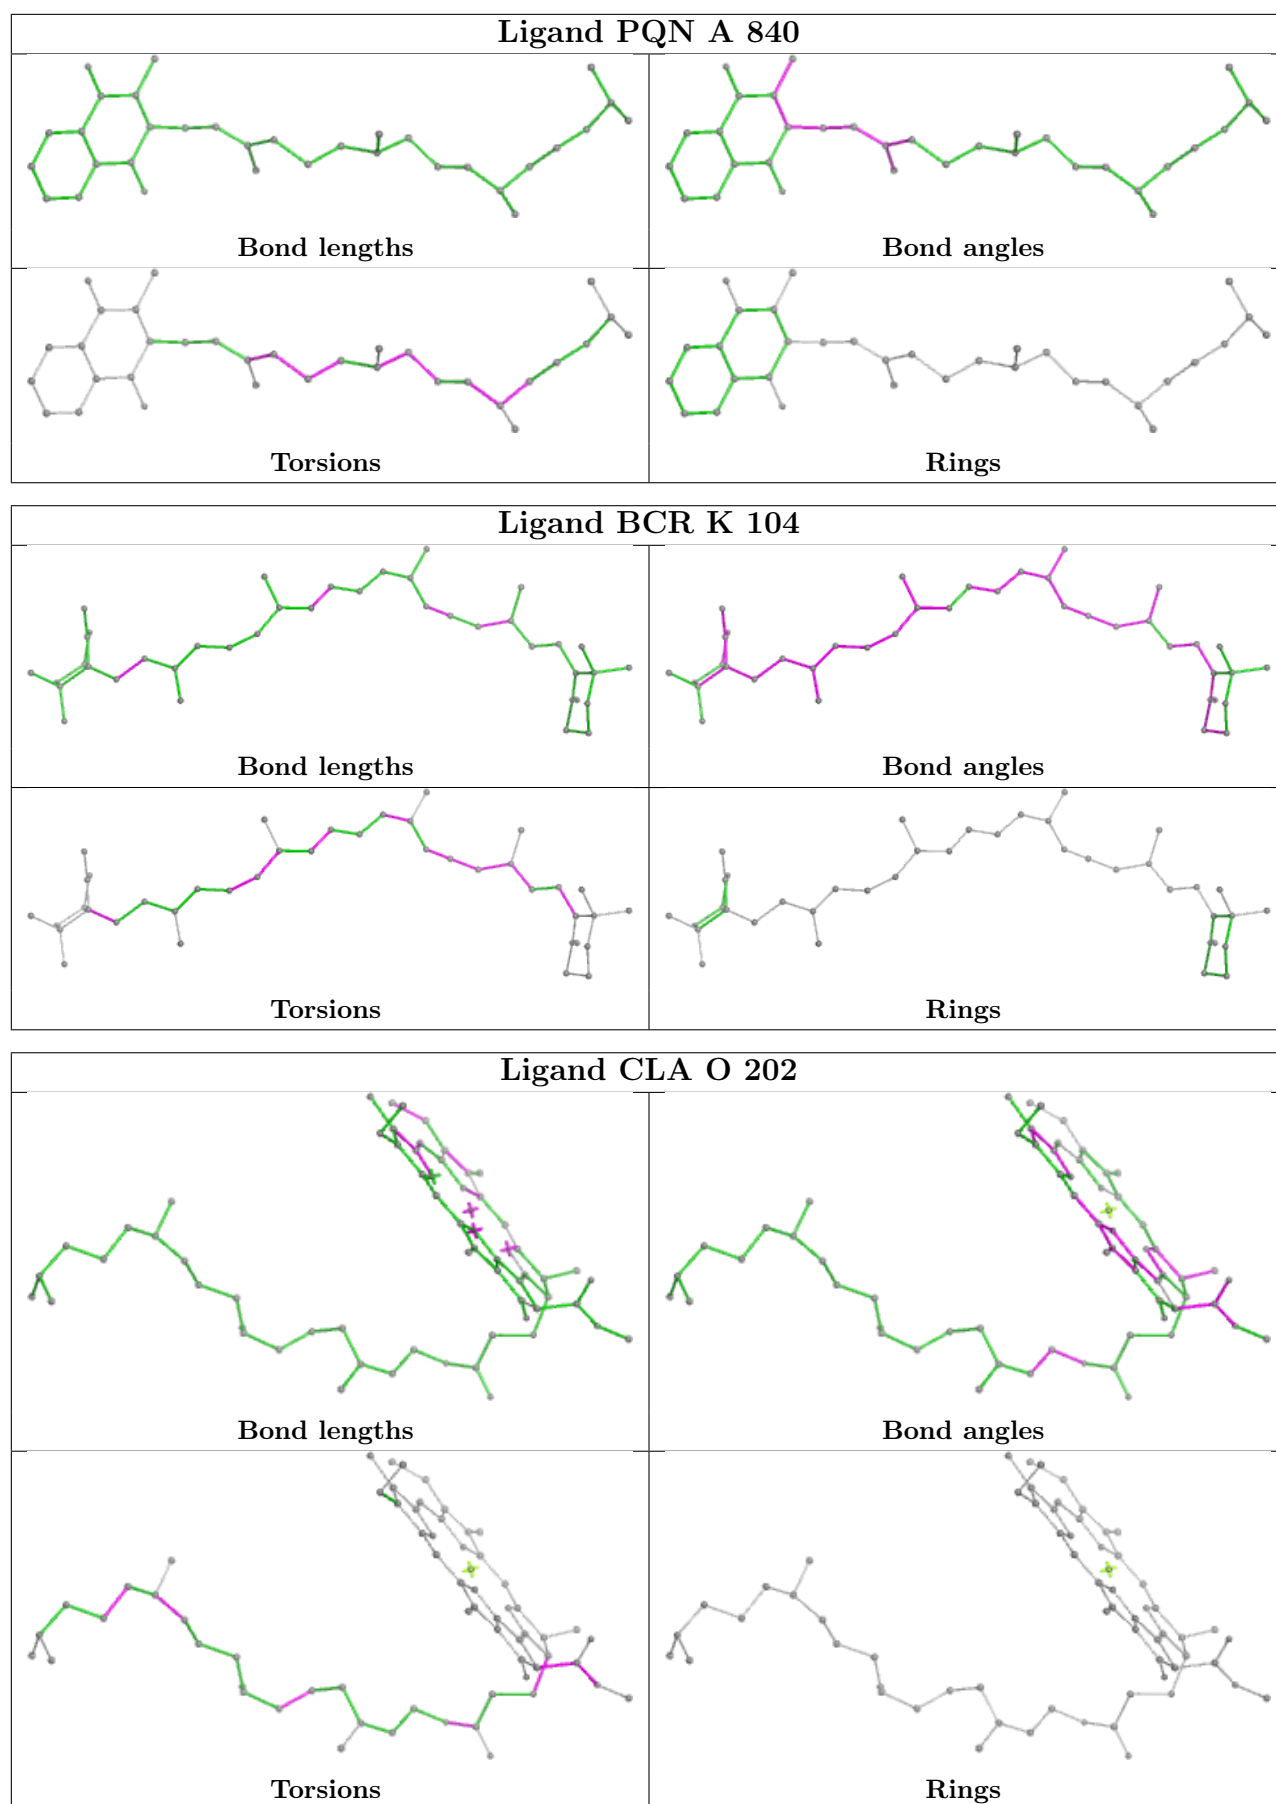 Ligand PQN A 840
Bond lengths
Bond angles
Torsions
Rings
Ligand BCR K 104
Bond lengths
Bond angles
Torsions
Rings
Ligand CLA O 202
Bond lengths
Bond angles
Torsions
Rings